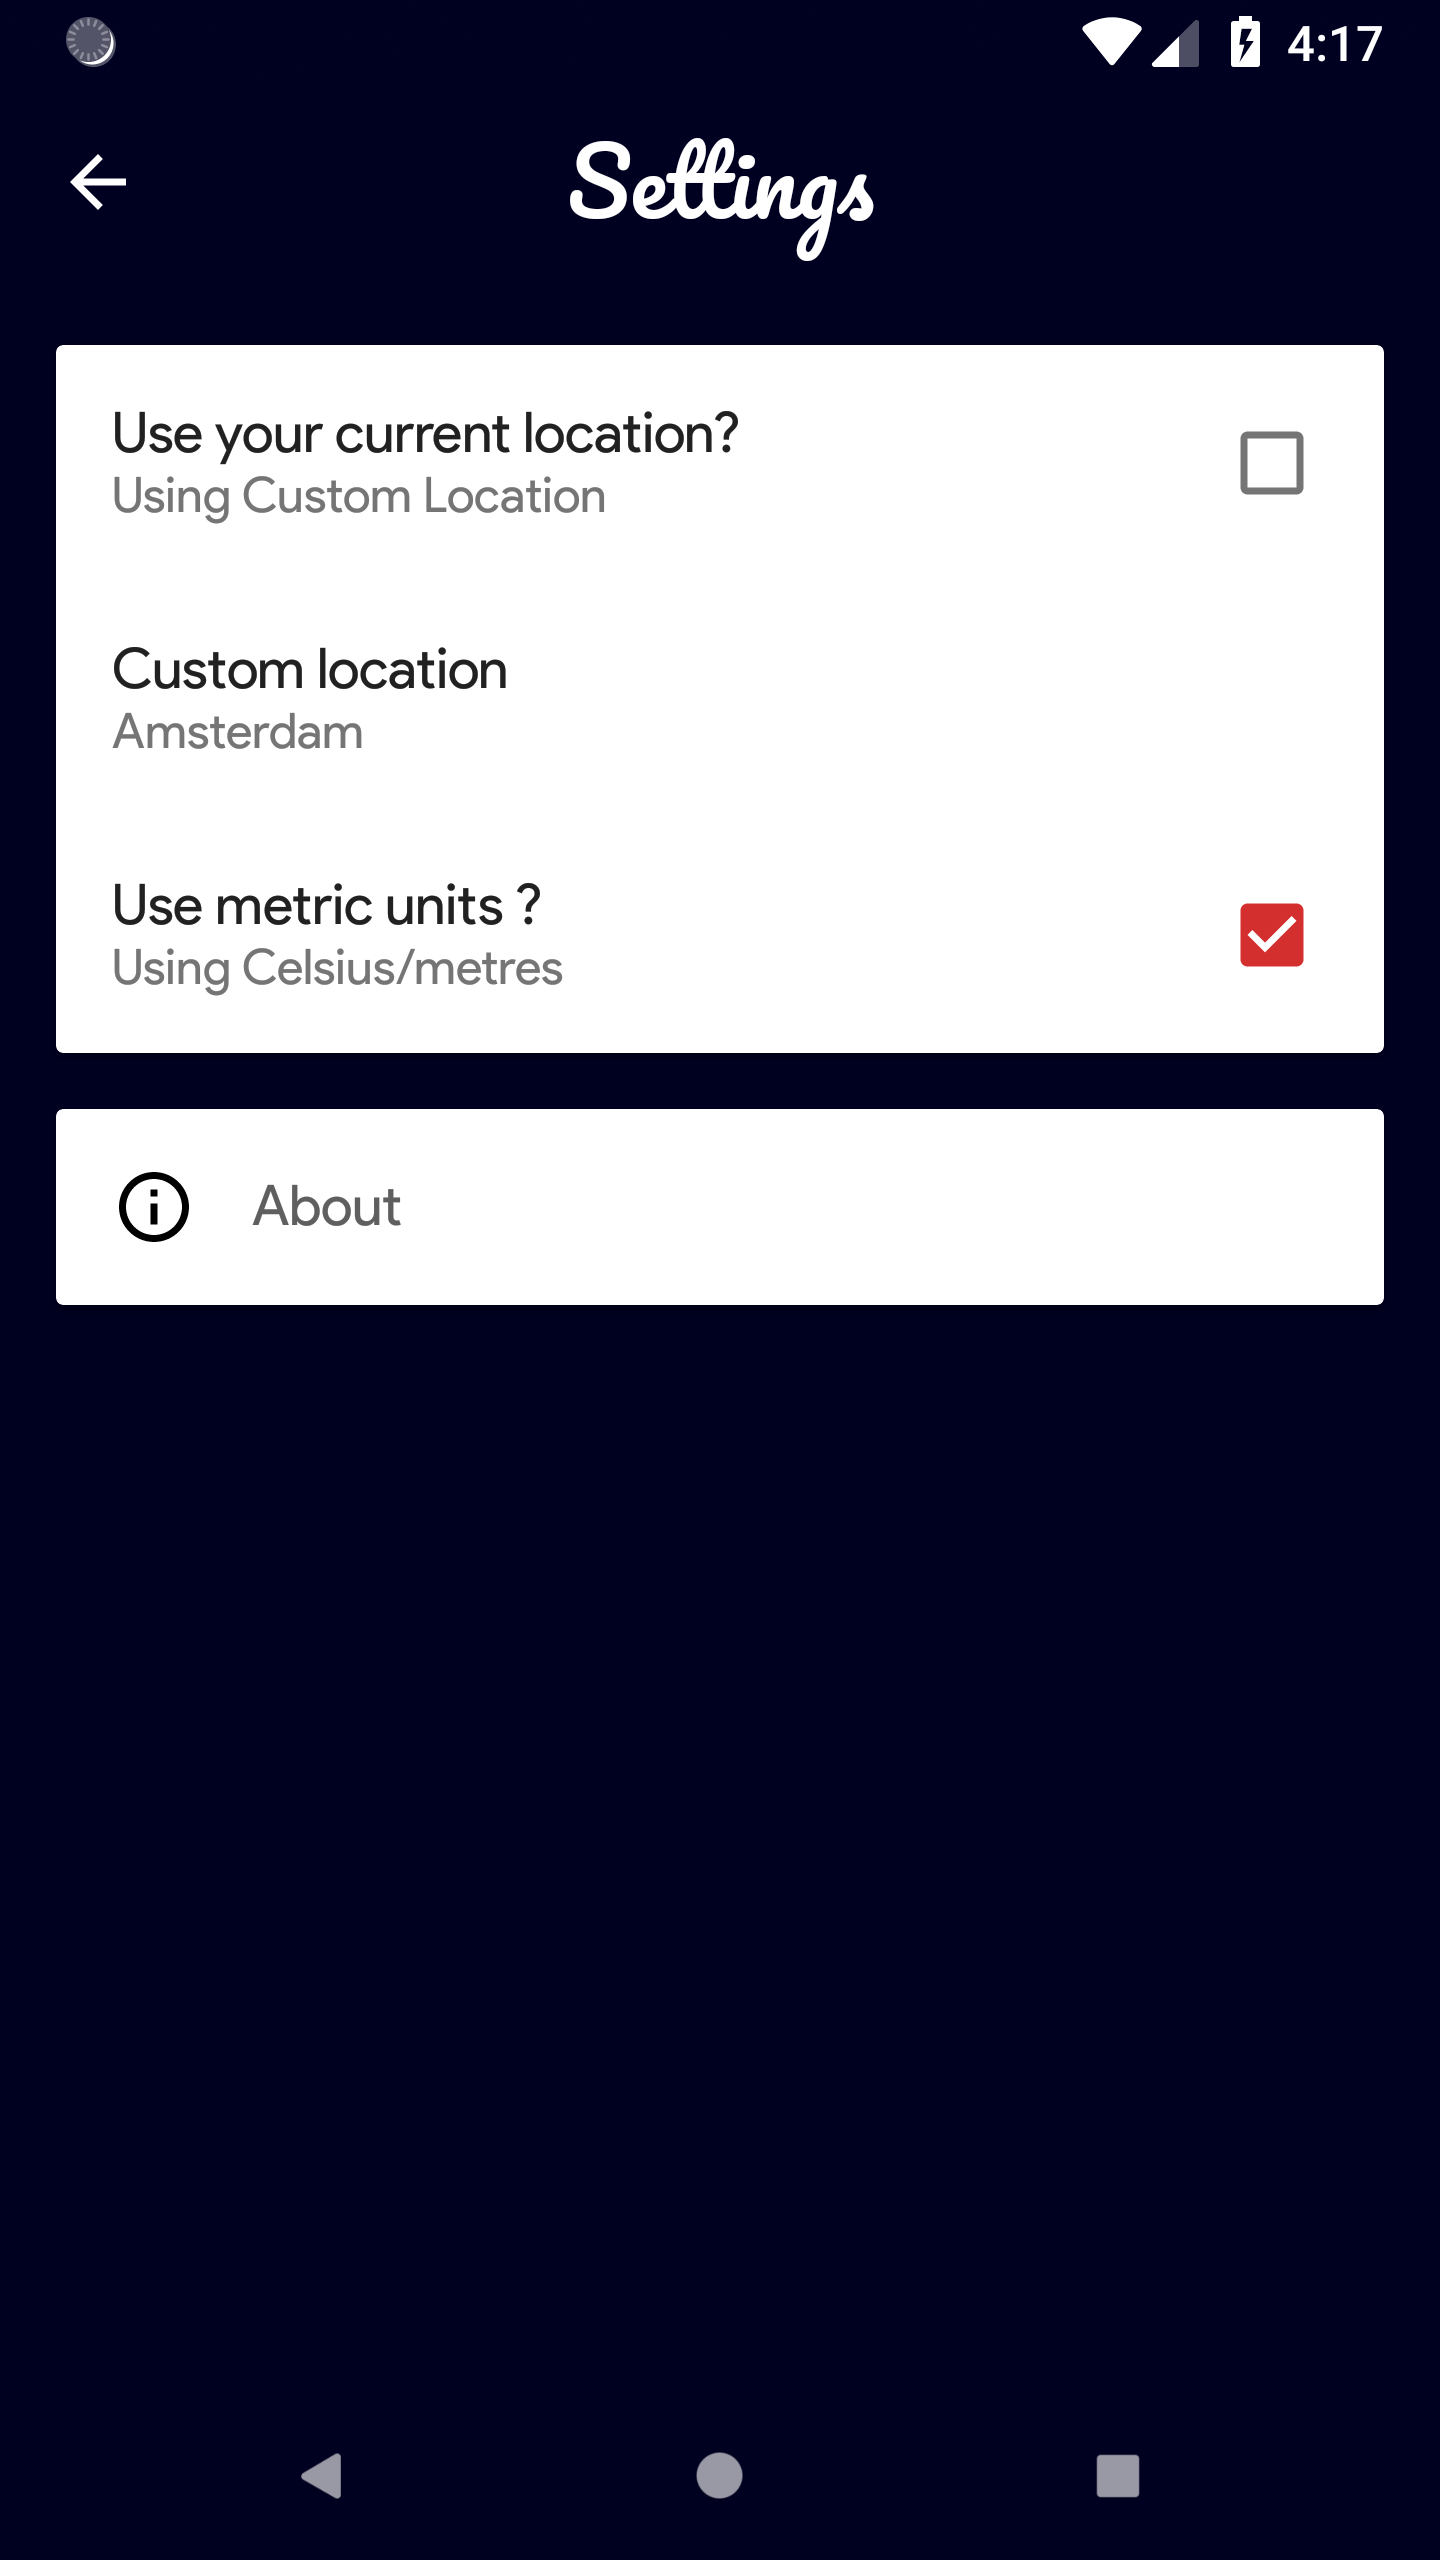 4:17
Settings
Use your current location?
Using Custom Location
Custom location
Amsterdam
Use metric units ?
Using Celsius/metres
About